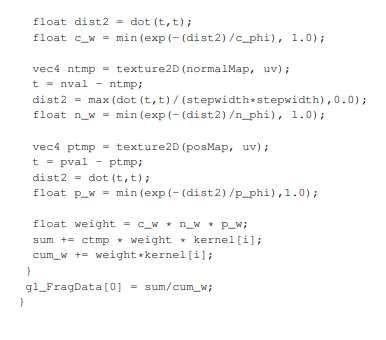 float dist2 = dot(t,t);
float c_w = min(exp(-(dist2)/c_phi), 1.0);
vec4 ntmp = texture2D(normalMap, uv);
t = nval - ntmp;
dist2 = max(dot(t,t)/(stepwidth*stepwidth),0.0);
float n_w = min(exp(-(dist2)/n_phi), 1.0);
vec4 ptmp = texture2D(posMap, uv);
t = pval - ptmp;
dist2 = dot(t,t);
float p_w = min(exp(-(dist2)/p_phi),1.0);
float weight = c_w * n_w * p_w;
sum += ctmp * weight * kernel[i];
cum_w += weight*kernel[i];
}
gl_FragData[0] = sum/cum_w;
}